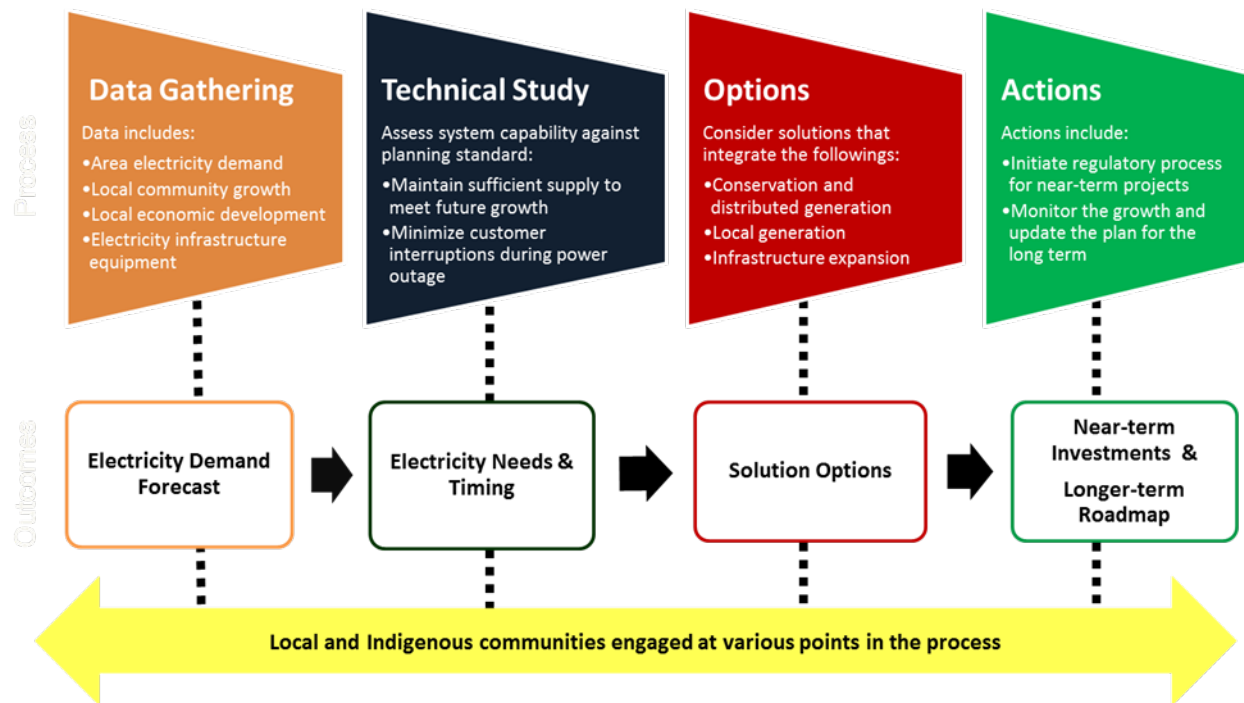 Process
Data Gathering
Data includes:
•Area electricity demand
•Local community growth
•Local economic development
•Electricity infrastructure
equipment
Technical Study
Assess system capability against
planning standard:
•Maintain sufficient supply to
meet future growth
•Minimize customer
interruptions during power
outage
Options
Consider solutions that
integrate the followings:
•Conservation and
distributed generation
•Local generation
•Infrastructure expansion
Actions
Actions include:
•Initiate regulatory process
for near-term projects
•Monitor the growth and
update the plan for the
long term
Outcomes
Electricity Demand
Forecast
Electricity Needs &
Timing
Solution Options
Near-term
Investments &
Longer-term
Roadmap
Local and Indigenous communities engaged at various points in the process